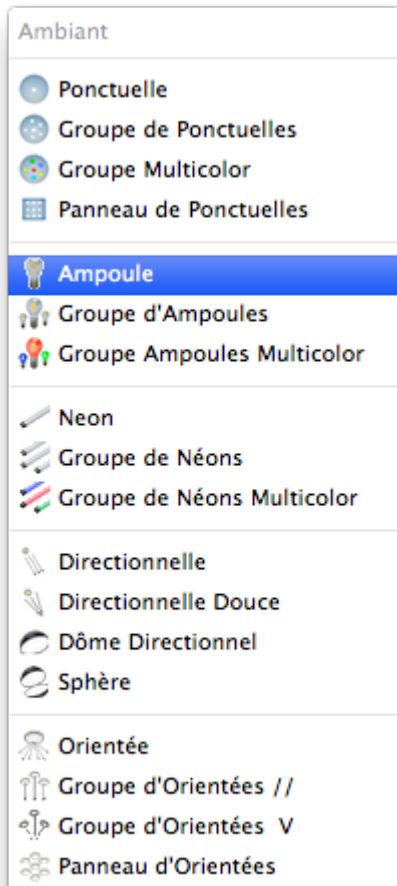 Ambiant
Ponctuelle
Groupe de Ponctuelles
Groupe Multicolor
Panneau de Ponctuelles
Ampoule
Groupe d'Ampoules
Groupe Ampoules Multicolor
Neon
Groupe de Néons
Groupe de Néons Multicolor
Directionnelle
Directionnelle Douce
Dôme Directionnel
Sphère
Orientée
Groupe d'Orientées //
Groupe d'Orientées V
Panneau d'Orientées